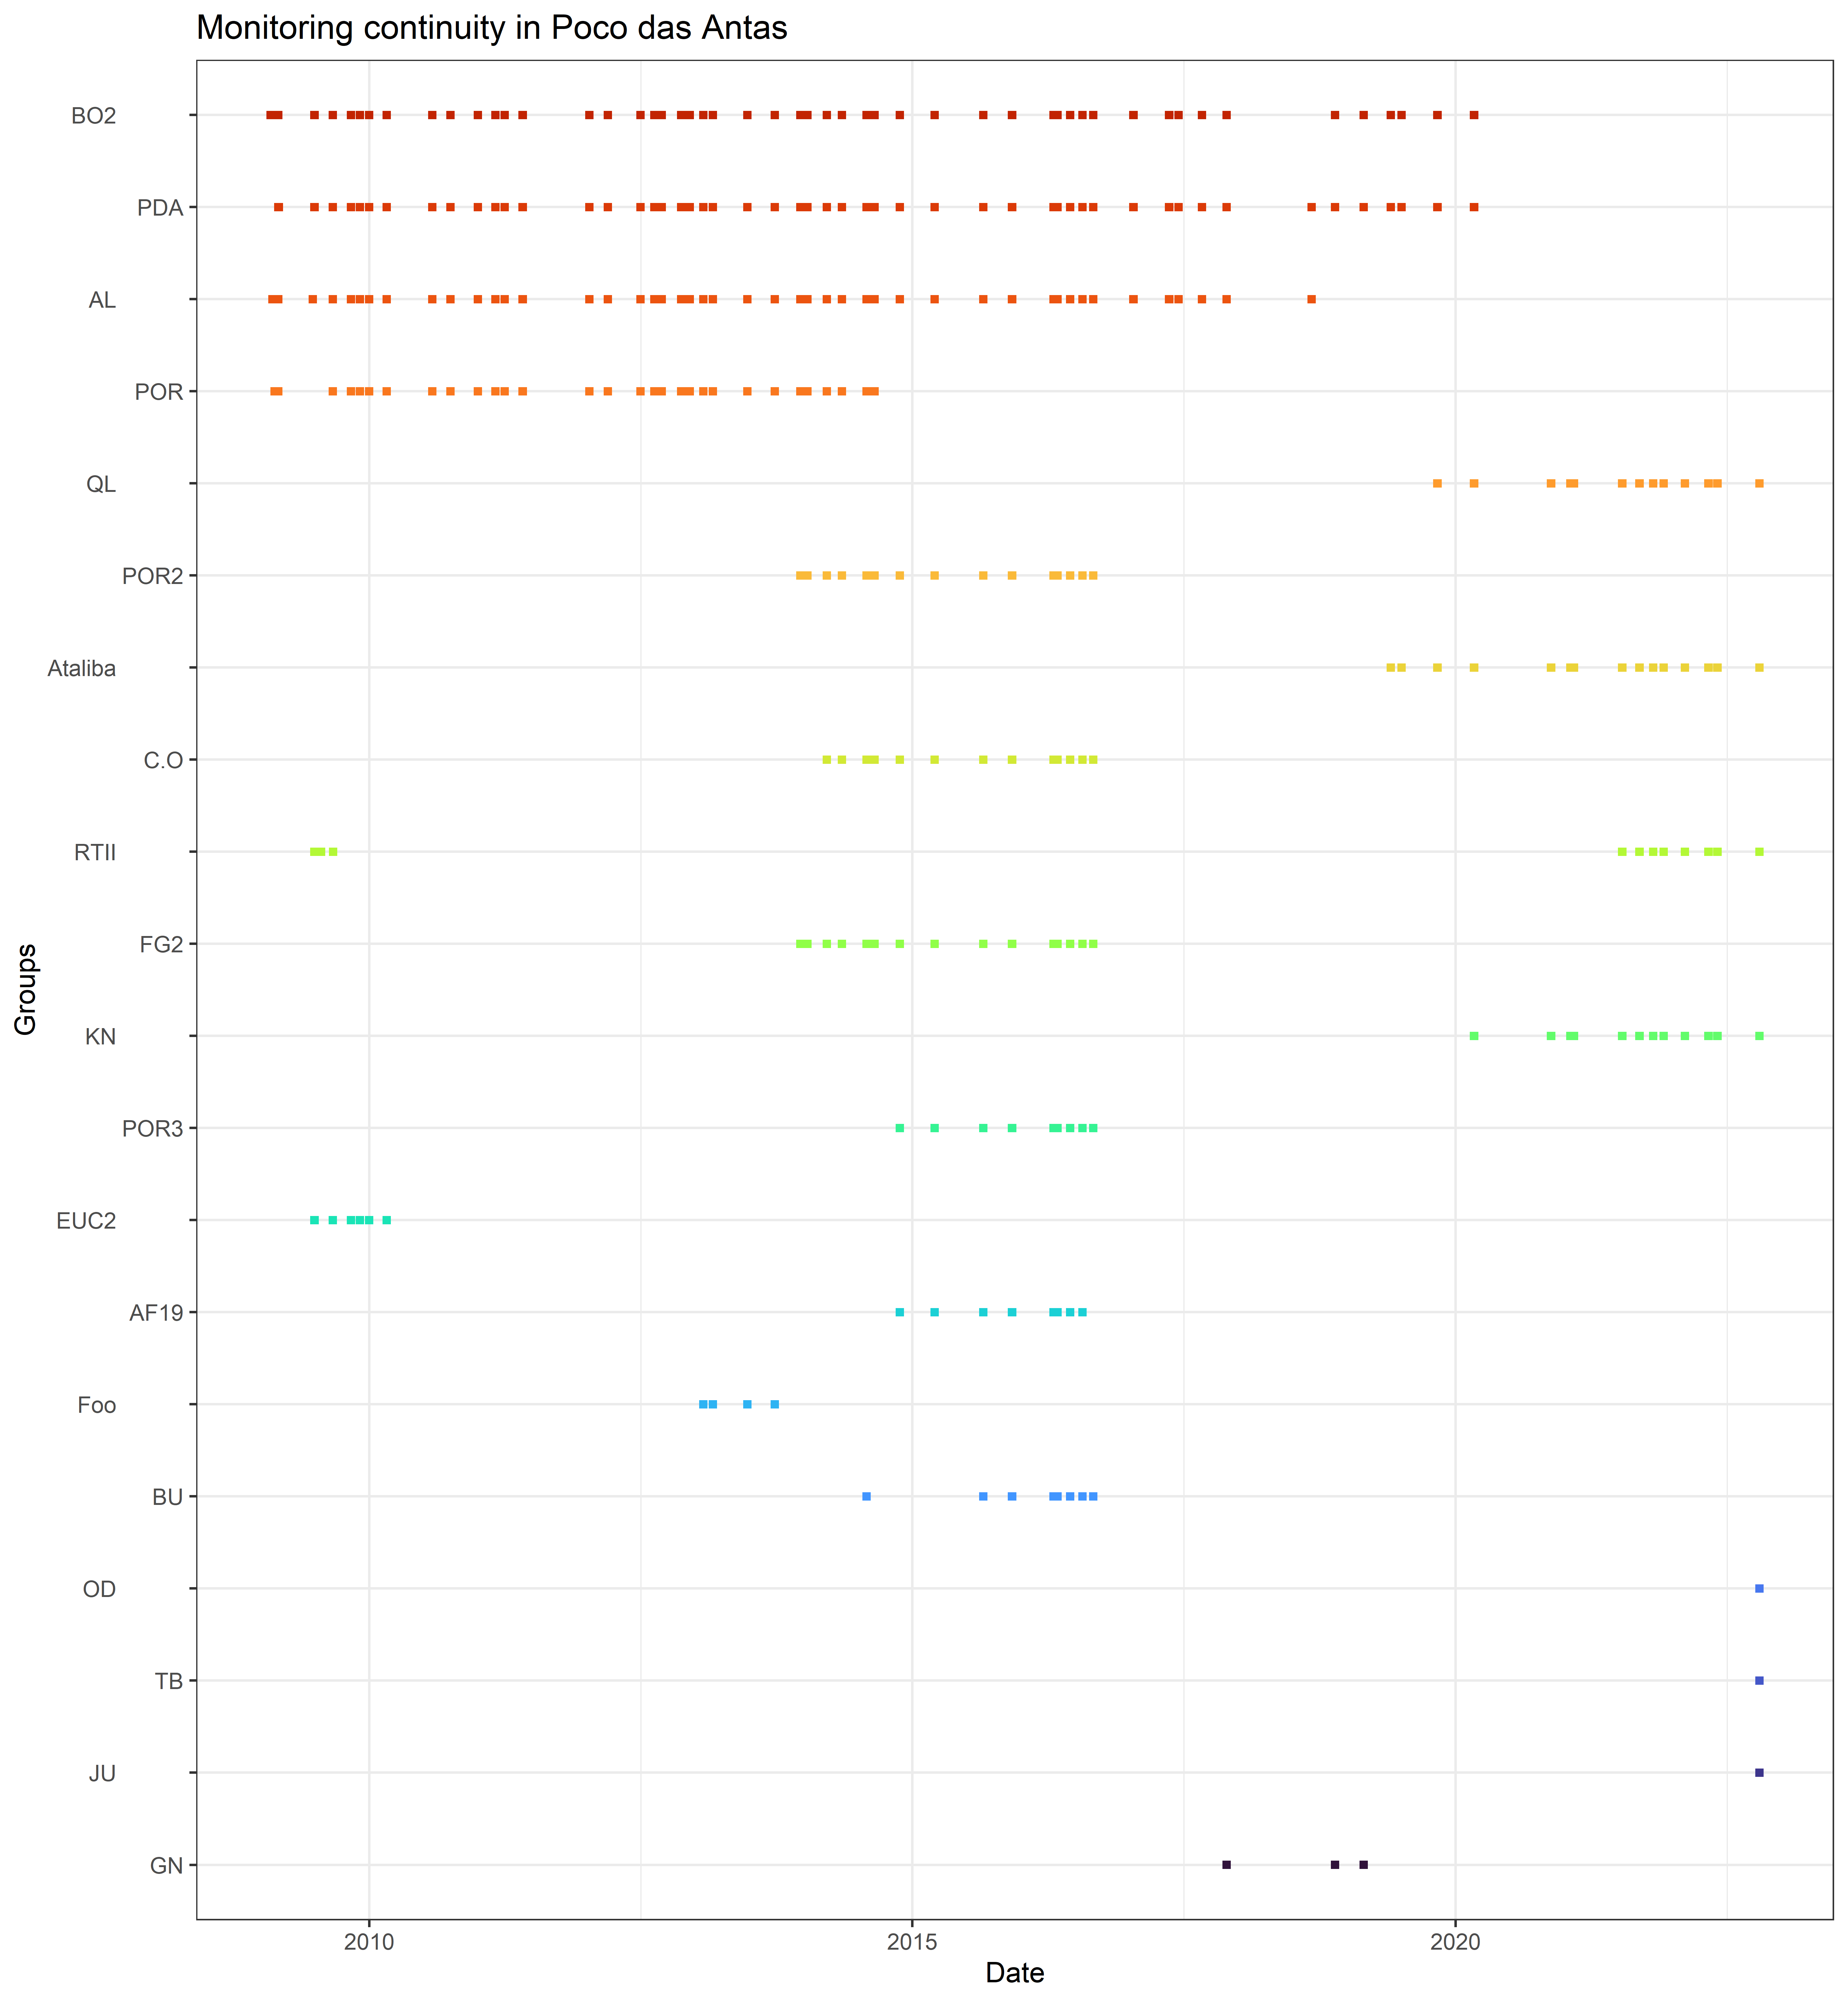 Monitoring continuity in Poco das Antas
BO2
PDA
AL
POR
QL
POR2
Ataliba
C.O
RTII
FG2
KN
POR3
EUC2
AF19
Foo
BU
OD
TB
JU
GN
Groups
2010
2015
2020
Date